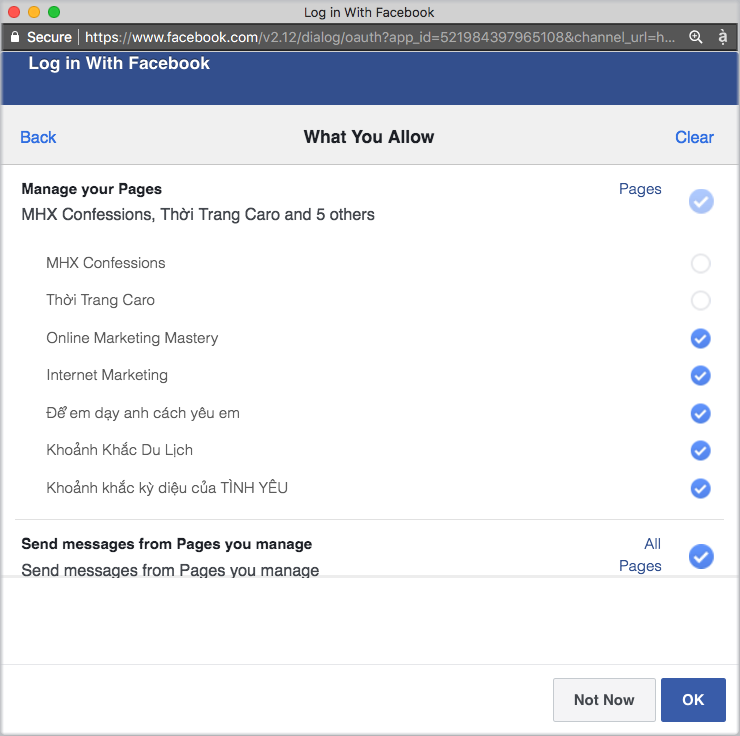 Log in With Facebook
Secure | https://www.facebook.com/v2.12/dialog/oauth?app_id=521984397965108&channel_url=h...
Log in With Facebook
Back What You Allow Clear
Manage your Pages Pages
MHX Confessions, Thời Trang Caro and 5 others
MHX Confessions
Thời Trang Caro
Online Marketing Mastery
Internet Marketing
Để em dạy anh cách yêu em
Khoảnh Khắc Du Lịch
Khoảnh khắc kỳ diệu của TÌNH YÊU
Send messages from Pages you manage All
Pages
Send messages from Pages you manage
Not Now OK